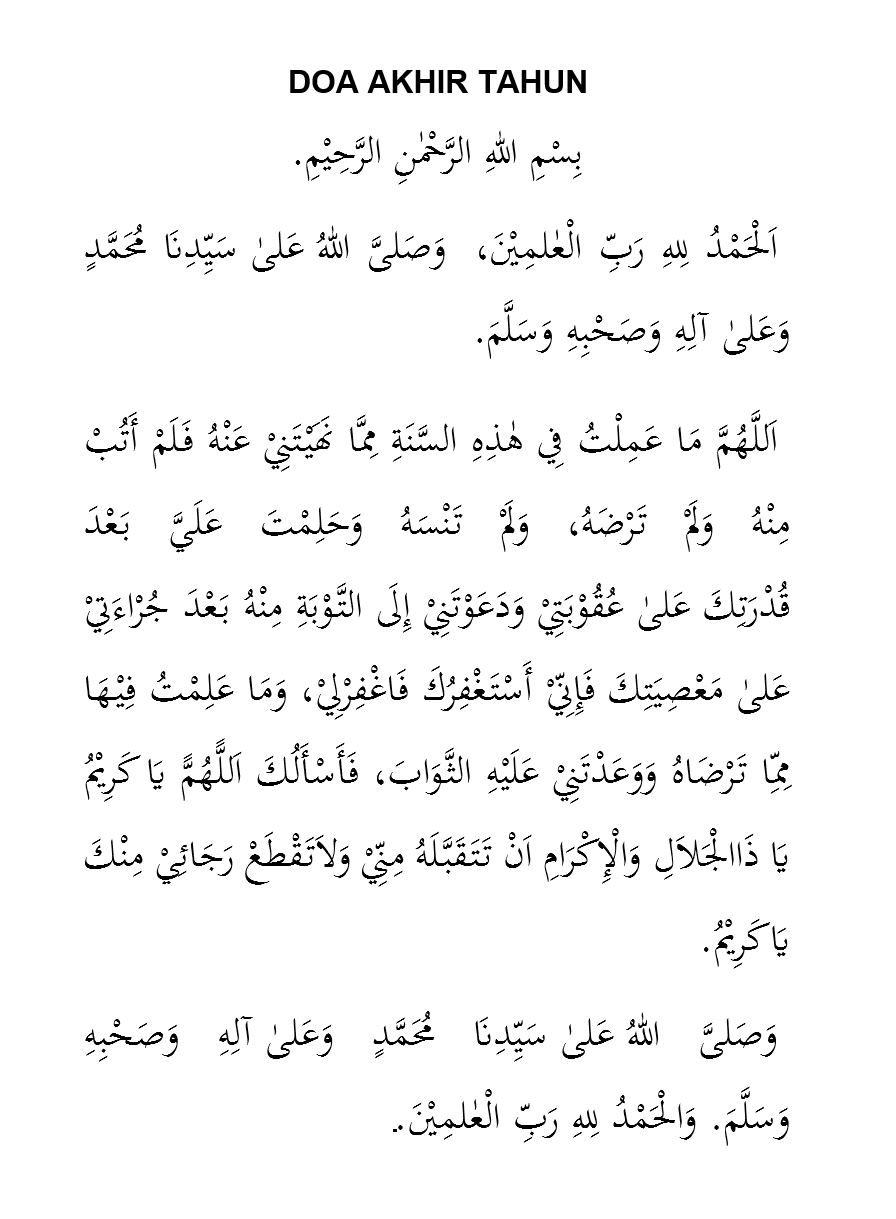 DOA AKHIR TAHUN
بِسْمِ اللهِ الرَّحْمٰنِ الرَّحِيْمِ.
اَلْحَمْدُ لِلهِ رَبِّ الْعٰلمِيْنَ، وَصَلىَّ اللهُ عَلىٰ سَيِّدِنَا مُحَمَّدٍ
وَعَلىٰ آلِهِ وَصَحْبِهِ وَسَلَّمَ.
اَللَّهُمَّ مَا عَمِلْتُ فِي هٰذِهِ السَّنَةِ مِمَّا نَهَيْتَنِيْ عَنْهُ فَلَمْ أَتُبْ
مِنْهُ وَلَمْ تَرْضَهُ، وَلَمْ تَنْسَهُ وَحَلِمْتَ عَلَيَّ بَعْدَ
قُدْرَتِكَ عَلىٰ عُقُوْبَتِيْ وَدَعَوْتَنِيْ إِلَى التَّوْبَةِ مِنْهُ بَعْدَ جُرْاءَتِيْ
عَلىٰ مَعْصِيَتِكَ فَإِنِّيْ أَسْتَغْفِرُكَ فَاغْفِرْلِيْ، وَمَا عَلِمْتُ فِيْهَا
مِمِّا تَرْضَاهُ وَوَعَدْتَنِيْ عَلَيْهِ الثَّوَابَ، فَأَسْأَلُكَ اَللَّهُمَّ يَا كَرِيْمُ
يَا ذَاالْجَلاَلِ وَالْإِكْرَامِ اَنْ تَتَقَبَّلَهُ مِنِّيْ وَلاَتَقْطَعْ رَجَائِيْ مِنْكَ
يَا كَرِيْمُ.
وَصَلىَّ اللهُ عَلىٰ سَيِّدِنَا مُحَمَّدٍ وَعَلىٰ آلِهِ وَصَحْبِهِ
وَسَلَّمَ. وَالْحَمْدُ لِلهِ رَبِّ الْعٰلمِيْنَ..